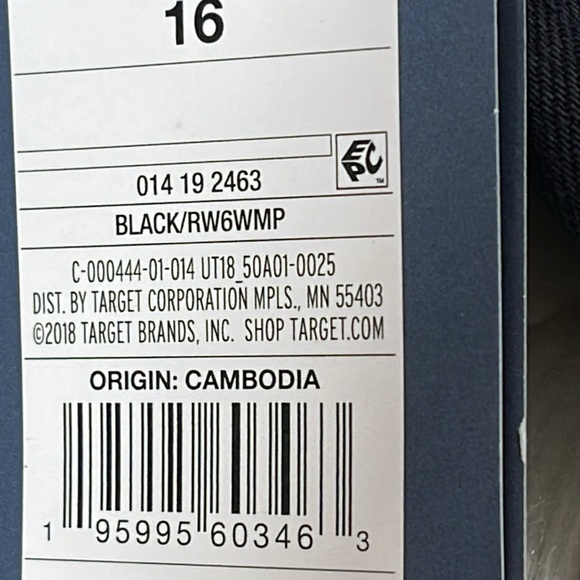 16
EPC
™
014 19 2463
BLACK/RW6WMP
C-000444-01-014 UT18_50A01-0025
DIST. BY TARGET CORPORATION MPLS., MN 55403
©2018 TARGET BRANDS, INC. SHOP TARGET.COM
ORIGIN: CAMBODIA
1 95995 60346 3